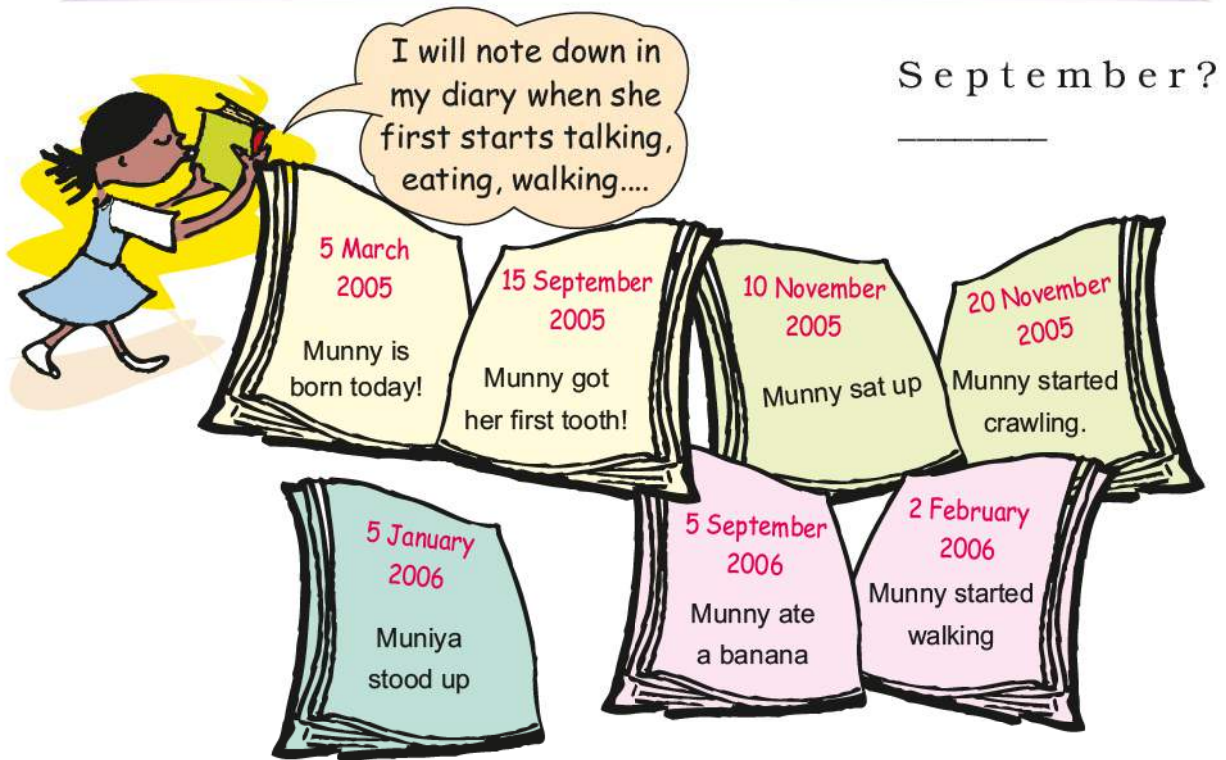 I will note down in
my diary when she
first starts talking,
eating, walking....
September?
________
5 March
2005
Munny is
born today!
15 September
2005
Munny got
her first tooth!
10 November
2005
Munny sat up
20 November
2005
Munny started
crawling.
5 January
2006
Muniya
stood up
5 September
2006
Munny ate
a banana
2 February
2006
Munny started
walking